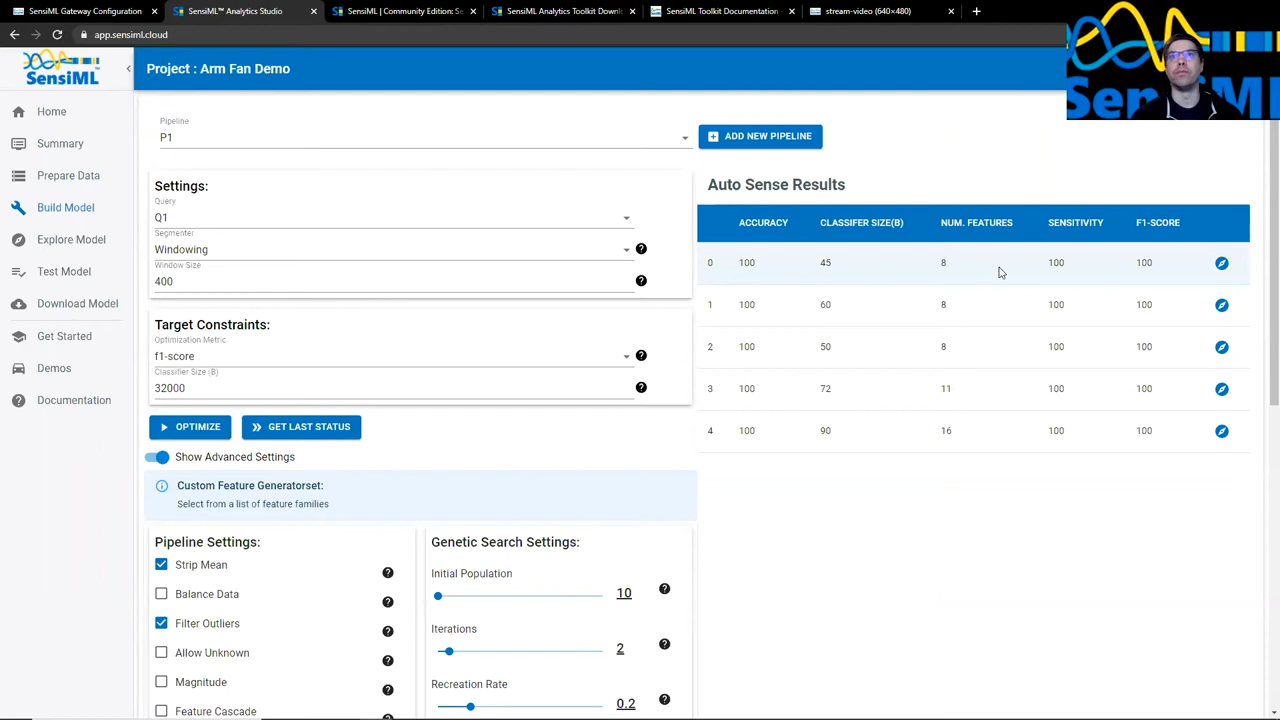 SensiML Gateway Configuration
SensiML™ Analytics Studio
SensiML | Community Edition: Se
SensiML Analytics Toolkit Downlo
SensiML Toolkit Documentation -
stream-video (640×480)
app.sensiml.cloud
SensiML
Project : Arm Fan Demo
Home
Summary
Prepare Data
Build Model
Explore Model
Test Model
Download Model
Get Started
Demos
Documentation
Pipeline
P1
ADD NEW PIPELINE
Settings:
Query
Q1
Segmenter
Windowing
Window Size
400
Target Constraints:
Optimization Metric
f1-score
Classifier Size (B)
32000
OPTIMIZE
GET LAST STATUS
Show Advanced Settings
Custom Feature Generatorset:
Select from a list of feature families
Pipeline Settings:
Strip Mean
Balance Data
Filter Outliers
Allow Unknown
Magnitude
Feature Cascade
Genetic Search Settings:
Initial Population
10
Iterations
2
Recreation Rate
0.2
Auto Sense Results
ACCURACY CLASSIFER SIZE(B) NUM. FEATURES SENSITIVITY F1-SCORE
0 100 45 8 100 100
1 100 60 8 100 100
2 100 50 8 100 100
3 100 72 11 100 100
4 100 90 16 100 100